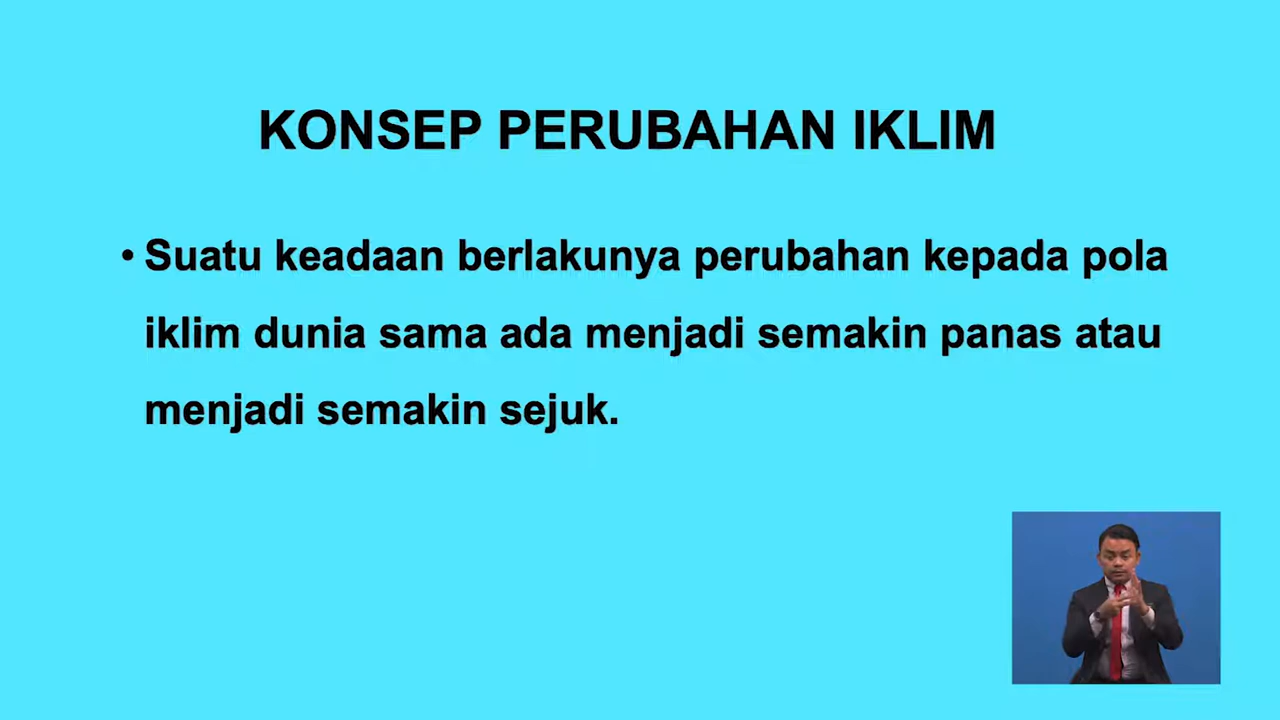 KONSEP PERUBAHAN IKLIM
• Suatu keadaan berlakunya perubahan kepada pola
iklim dunia sama ada menjadi semakin panas atau
menjadi semakin sejuk.